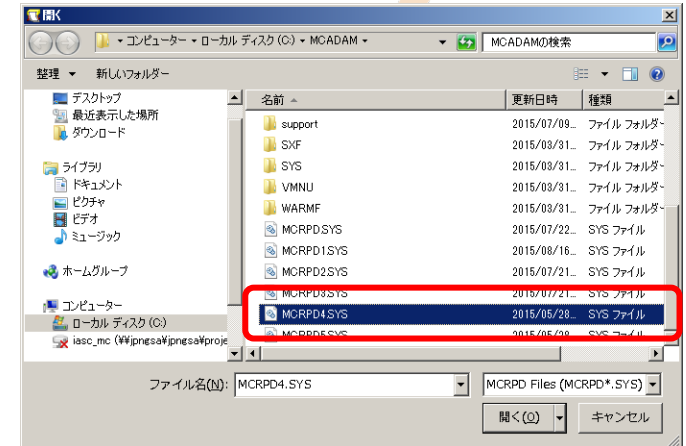 開く
コンピューター ▾ ローカル ディスク (C:) ▾ MCADAM ▾
MCADAMの検索
整理 ▼ 新しいフォルダー
デスクトップ
最近表示した場所
ダウンロード
ライブラリ
ドキュメント
ピクチャ
ビデオ
ミュージック
ホームグループ
コンピューター
ローカル ディスク (C:)
iasc_mc (¥¥jpngsa¥jpngsa¥proje
名前 更新日時 種類
support 2015/07/09... ファイル フォルダー
SXF 2015/03/31... ファイル フォルダー
SYS 2015/03/31... ファイル フォルダー
VMNU 2015/03/31... ファイル フォルダー
WARMF 2015/03/31... ファイル フォルダー
MCRPD.SYS 2015/07/22... SYS ファイル
MCRPD1.SYS 2015/08/16... SYS ファイル
MCRPD2.SYS 2015/07/21... SYS ファイル
MCRPD3.SYS 2015/07/21... SYS ファイル
MCRPD4.SYS 2015/05/28... SYS ファイル
MCRPD5.SYS 2015/05/28... SYS ファイル
ファイル名(N): MCRPD4.SYS
MCRPD Files (MCRPD*.SYS)
開く(O) キャンセル